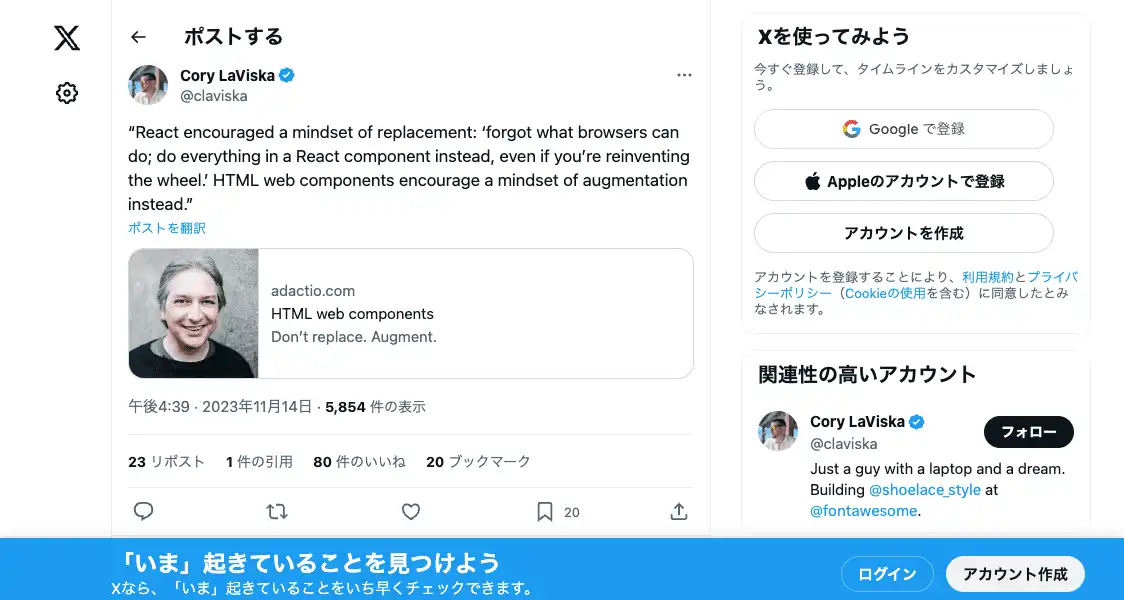 ポストする
Cory LaViska
@claviska
“React encouraged a mindset of replacement: ‘forgot what browsers can
do; do everything in a React component instead, even if you’re reinventing
the wheel.’ HTML web components encourage a mindset of augmentation
instead.”
ポストを翻訳
adactio.com
HTML web components
Don’t replace. Augment.
午後4:39 · 2023年11月14日 · 5,854 件の表示
23 リポスト 1 件の引用 80 件のいいね 20 ブックマーク
20
Xを使ってみよう
今すぐ登録して、タイムラインをカスタマイズしましょ
う。
Google で登録
Appleのアカウントで登録
アカウントを作成
アカウントを登録することにより、利用規約とプライバ
シーポリシー（Cookieの使用を含む）に同意したとみ
なされます。
関連性の高いアカウント
Cory LaViska
@claviska
フォロー
Just a guy with a laptop and a dream.
Building @shoelace_style at
@fontawesome.
「いま」起きていることを見つけよう
Xなら、「いま」起きていることをいち早くチェックできます。
ログイン
アカウント作成